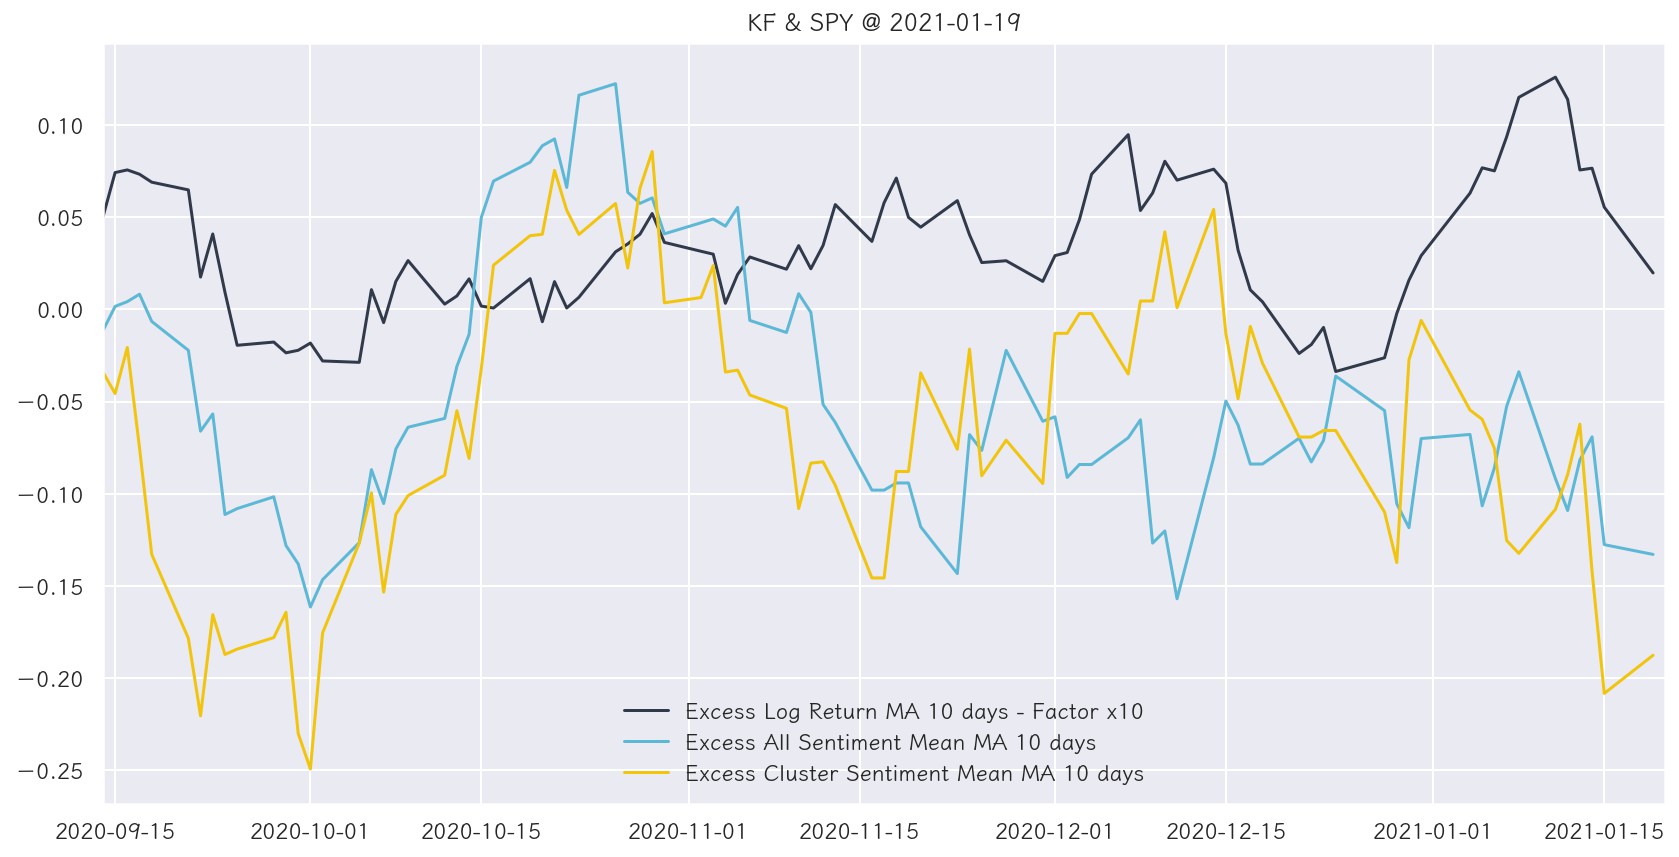 KF & SPY @ 2021-01-19
0.10
0.05
0.00
−0.05
−0.10
−0.15
−0.20
−0.25
Excess Log Return MA 10 days - Factor x10
Excess All Sentiment Mean MA 10 days
Excess Cluster Sentiment Mean MA 10 days
2020-09-15 2020-10-01 2020-10-15 2020-11-01 2020-11-15 2020-12-01 2020-12-15 2021-01-01 2021-01-15